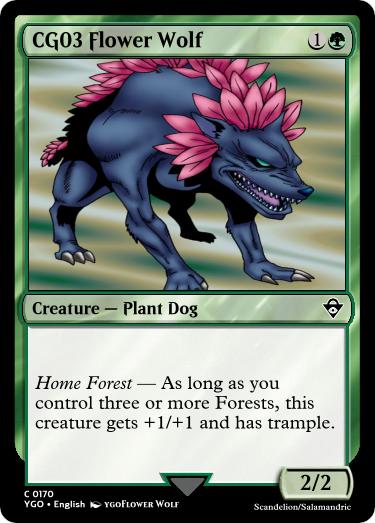 CG03 Flower Wolf 1
Creature — Plant Dog
Home Forest — As long as you
control three or more Forests, this
creature gets +1/+1 and has trample.
2/2
C 0170
YGO • English YGOFLOWER WOLF
Scandelion/Salamandric